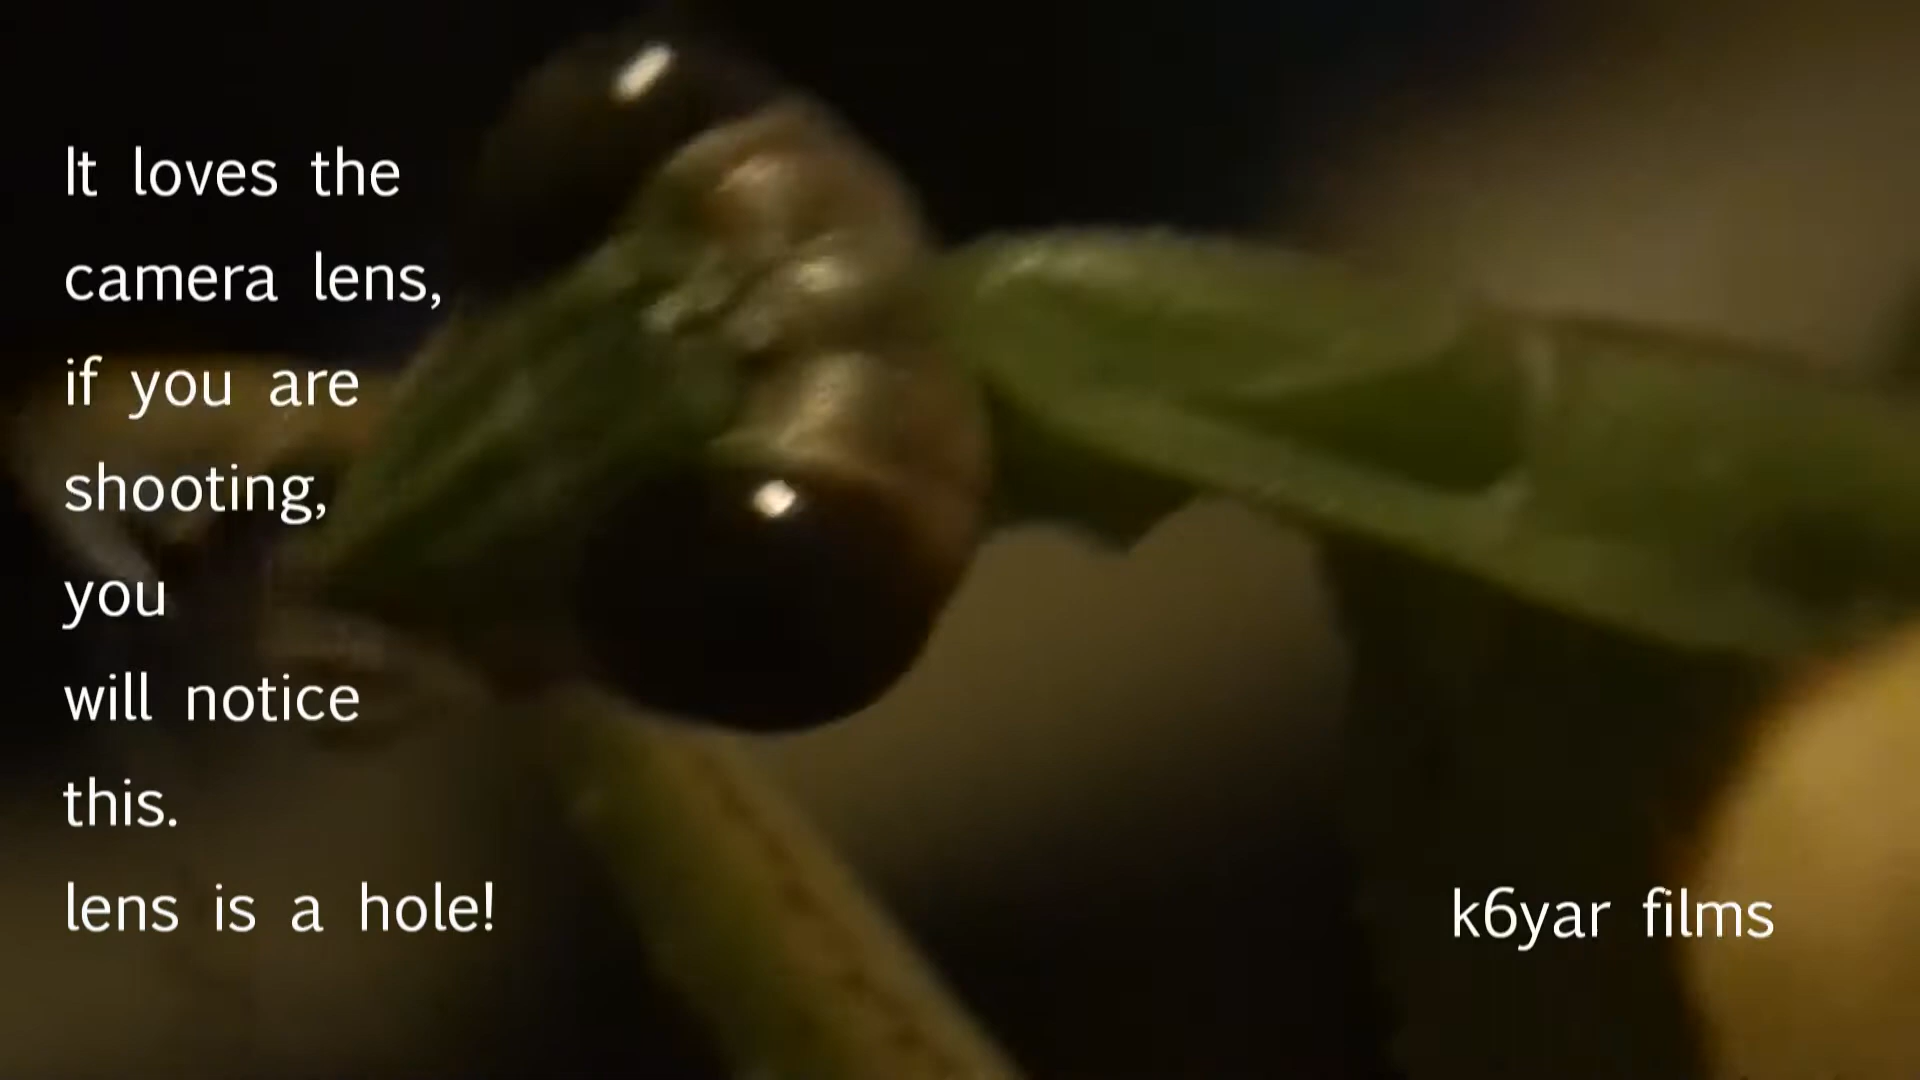 It loves the
camera lens,
if you are
shooting,
you
will notice
this.
lens is a hole!
k6yar films